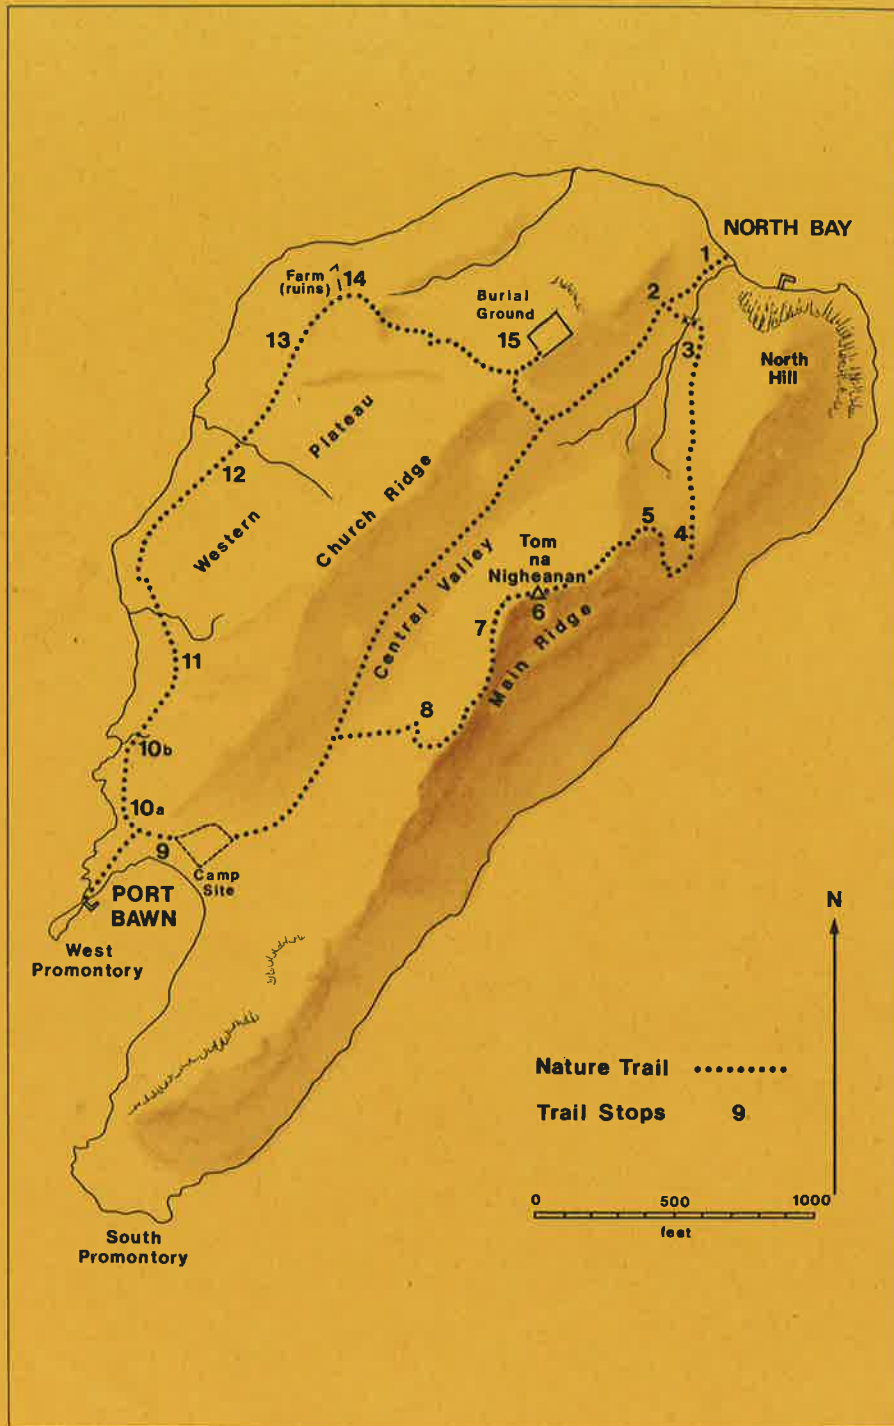 NORTH BAY
1
2
3
North
Hill
Farm
(ruins)
14
Burial
Ground
15
13
Plateau
12
Western
Church Ridge
Central Valley
5
4
Tom
na
Nigheanan
6
7
Main Ridge
8
11
10b
10a
9
Camp
Site
PORT
BAWN
West
Promontory
N
Nature Trail
Trail Stops 9
0 500 1000
feet
South
Promontory